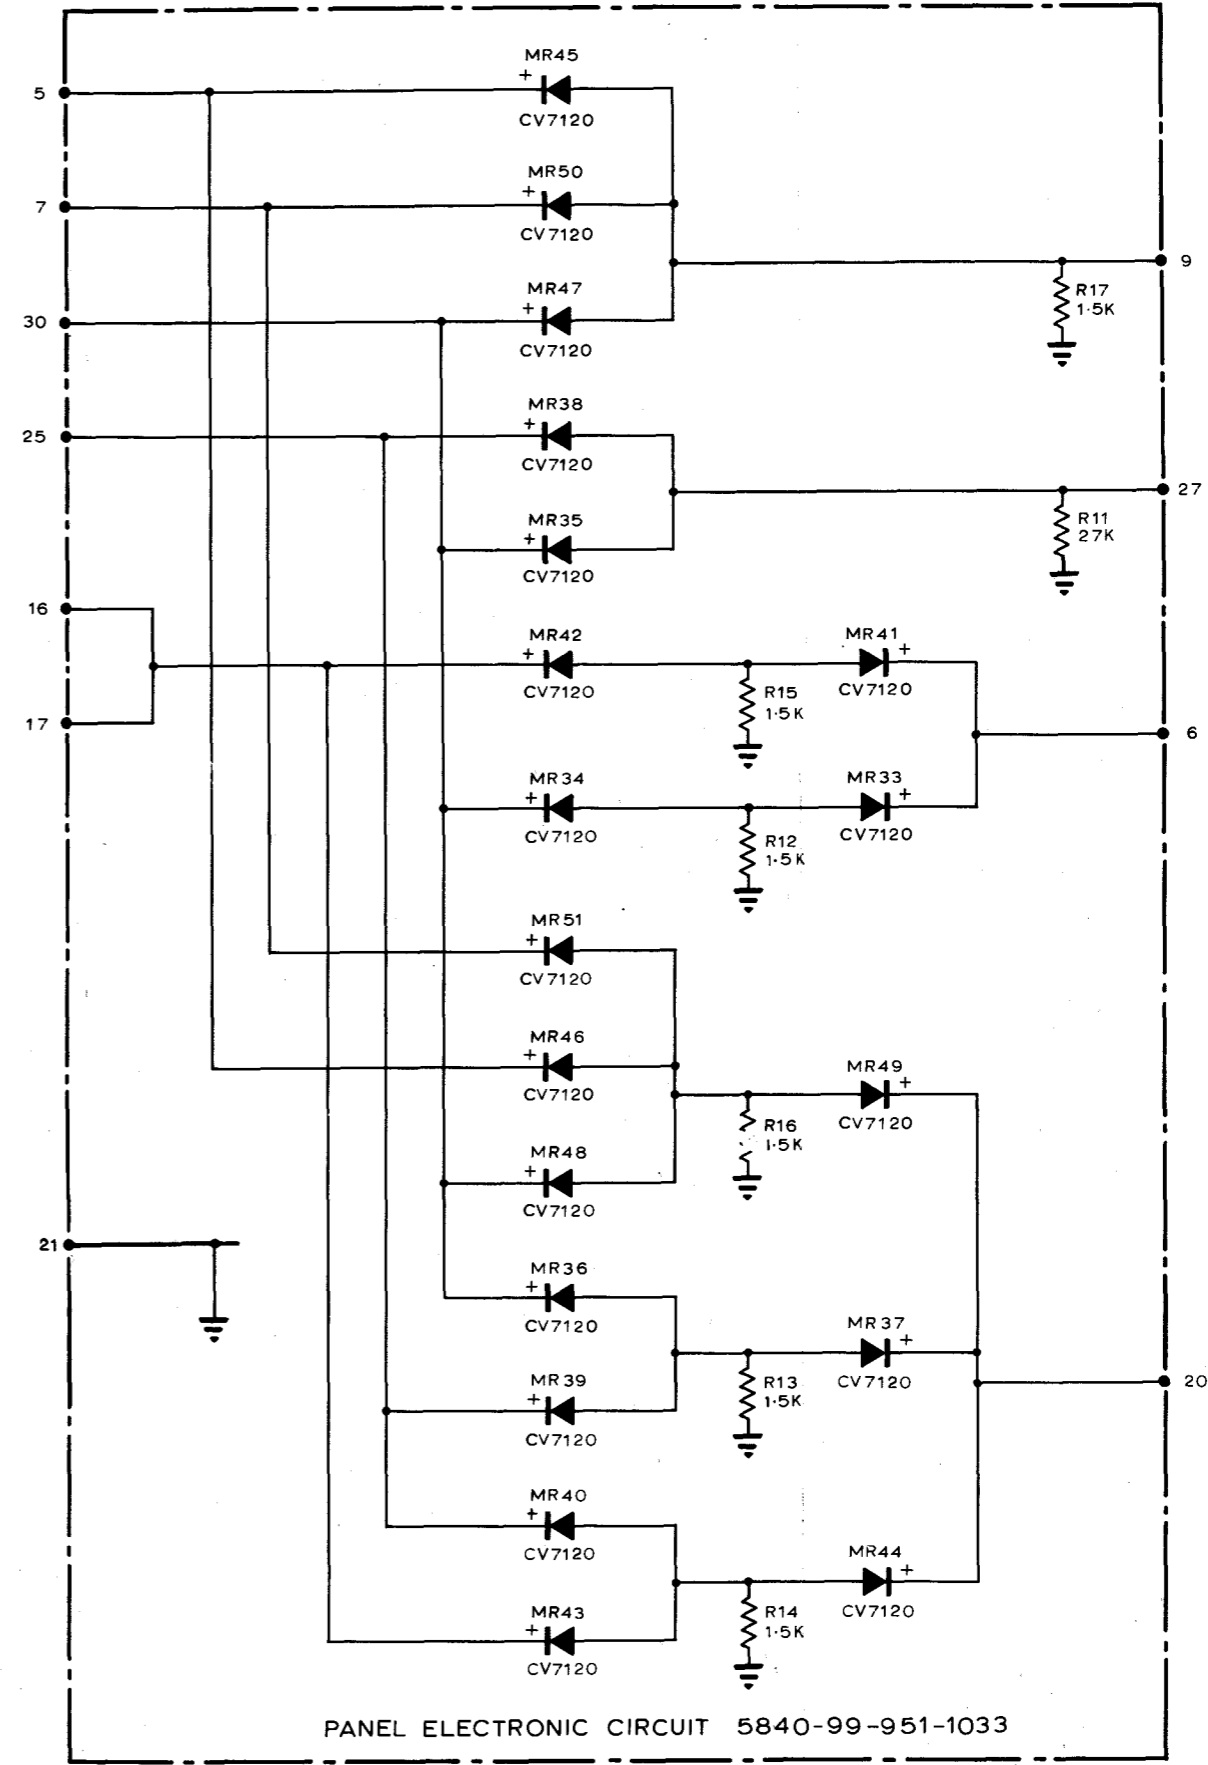 MR45
+
5
CV7120
MR50
+
7
CV7120
9
MR47
+
R17
1·5K
30
CV7120
MR38
+
25
CV7120
27
MR35
+
R11
27K
CV7120
16
MR42
+
MR41
+
CV7120
R15
1·5K
CV7120
17
6
MR34
+
MR33
+
CV7120
R12
1·5K
CV7120
MR51
+
CV7120
MR46
+
MR49
+
CV7120
R16
1·5K
CV7120
MR48
+
CV7120
21
MR36
+
CV7120
MR37
+
MR39
+
R13
1·5K
CV7120
20
CV7120
MR40
+
CV7120
MR44
+
MR43
+
R14
1·5K
CV7120
CV7120
PANEL ELECTRONIC CIRCUIT 5840-99-951-1033